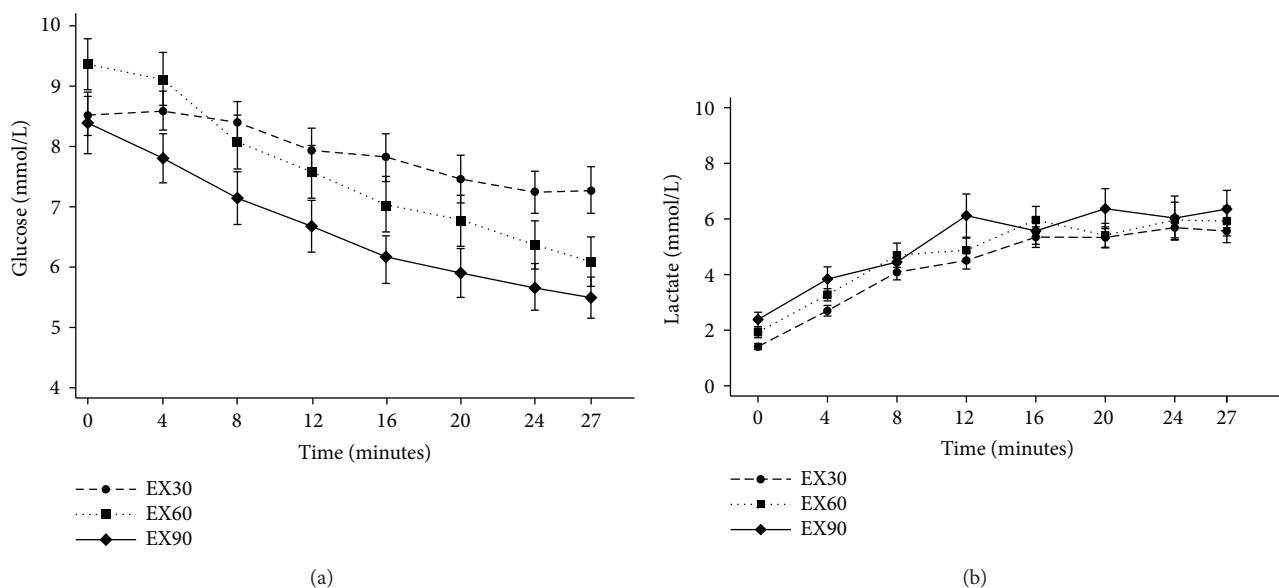 10
9
8
7
6
5
4
Glucose (mmol/L)
0 4 8 12 16 20 24 27
Time (minutes)
EX30
EX60
EX90
(a)
10
8
6
4
2
0
Lactate (mmol/L)
0 4 8 12 16 20 24 27
Time (minutes)
EX30
EX60
EX90
(b)